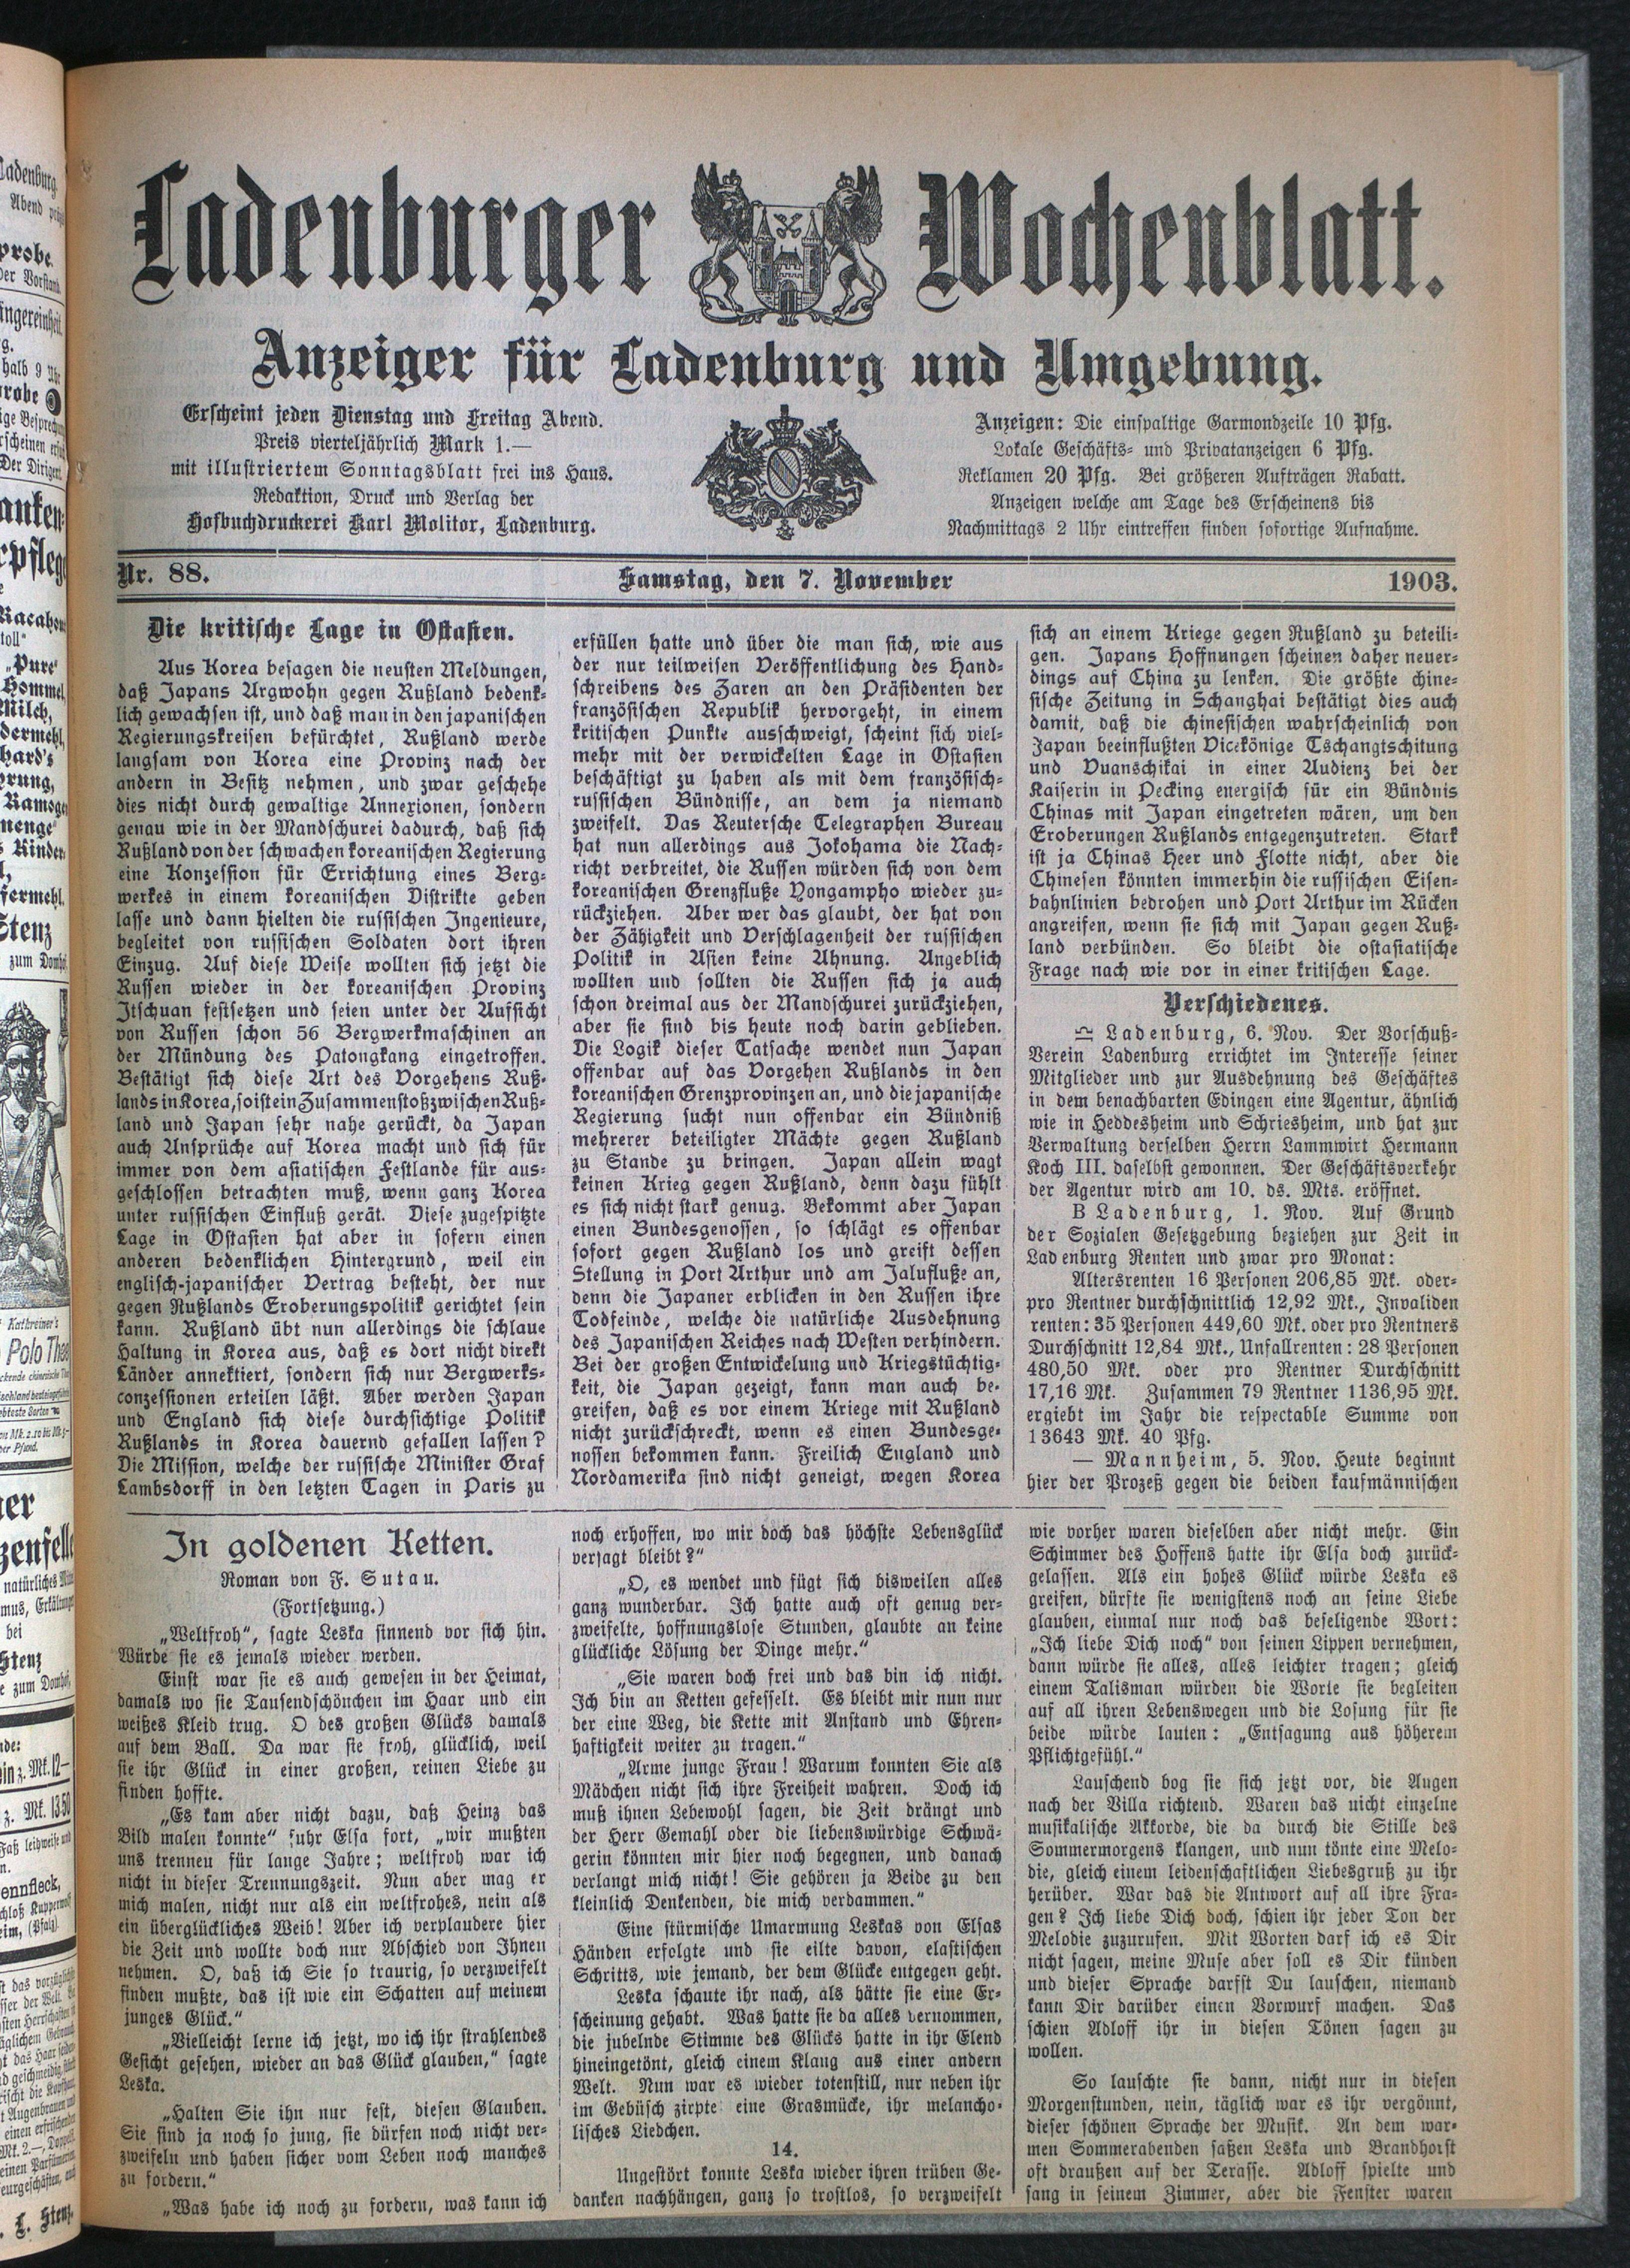 Ladenburger Wochenblatt.
Anzeiger für Ladenburg und Umgebung.
Erscheint jeden Dienstag und Freitag Abend.
Preis vierteljährlich Mark 1.—
mit illustriertem Sonntagsblatt frei ins Haus.
Redaktion, Druck und Verlag der
Hofbuchdruckerei Karl Molitor, Ladenburg.
Anzeigen: Die einspaltige Garmondzeile 10 Pfg.
Lokale Geschäfts- und Privatanzeigen 6 Pfg.
Reklamen 20 Pfg. Bei größeren Aufträgen Rabatt.
Anzeigen welche am Tage des Erscheinens bis
Nachmittags 2 Uhr eintreffen finden sofortige Aufnahme.
Nr. 88. Samstag, den 7. November 1903.
Die kritische Lage in Ostasien.
Aus Korea besagen die neusten Meldungen,
daß Japans Argwohn gegen Rußland bedenk-
lich gewachsen ist, und daß man in den japanischen
Regierungskreisen befürchtet, Rußland werde
langsam von Korea eine Provinz nach der
andern in Besitz nehmen, und zwar geschehe
dies nicht durch gewaltige Annexionen, sondern
genau wie in der Mandschurei dadurch, daß sich
Rußland von der schwachen koreanischen Regierung
eine Konzession für Errichtung eines Berg-
werkes in einem koreanischen Distrikte geben
lasse und dann hielten die russischen Ingenieure,
begleitet von russischen Soldaten dort ihren
Einzug. Auf diese Weise wollten sich jetzt die
Russen wieder in der koreanischen Provinz
Itschuan festsetzen und seien unter der Aufsicht
von Russen schon 56 Bergwerkmaschinen an
der Mündung des Patongkang eingetroffen.
Bestätigt sich diese Art des Vorgehens Ruß-
lands in Korea, so ist ein Zusammenstoß zwischen Ruß-
land und Japan sehr nahe gerückt, da Japan
auch Ansprüche auf Korea macht und sich für
immer von dem asiatischen Festlande für aus-
geschlossen betrachten muß, wenn ganz Korea
unter russischen Einfluß gerät. Diese zugespitzte
Lage in Ostasien hat aber in sofern einen
anderen bedenklichen Hintergrund, weil ein
englisch-japanischer Vertrag besteht, der nur
gegen Rußlands Eroberungspolitik gerichtet sein
kann. Rußland übt nun allerdings die schlaue
Haltung in Korea aus, daß es dort nicht direkt
Länder annektiert, sondern sich nur Bergwerks-
conzessionen erteilen läßt. Aber werden Japan
und England sich diese durchsichtige Politik
Rußlands in Korea dauernd gefallen lassen?
Die Mission, welche der russische Minister Graf
Lambsdorff in den letzten Tagen in Paris zu
erfüllen hatte und über die man sich, wie aus
der nur teilweisen Veröffentlichung des Hand-
schreibens des Zaren an den Präsidenten der
französischen Republik hervorgeht, in einem
kritischen Punkte ausschweigt, scheint sich viel-
mehr mit der verwickelten Lage in Ostasien
beschäftigt zu haben als mit dem französisch-
russischen Bündnisse, an dem ja niemand
zweifelt. Das Reutersche Telegraphen Bureau
hat nun allerdings aus Jokohama die Nach-
richt verbreitet, die Russen würden sich von dem
koreanischen Grenzfluße Yongampho wieder zu-
rückziehen. Aber wer das glaubt, der hat von
der Zähigkeit und Verschlagenheit der russischen
Politik in Asien keine Ahnung. Angeblich
wollten und sollten die Russen sich ja auch
schon dreimal aus der Mandschurei zurückziehen,
aber sie sind bis heute noch darin geblieben.
Die Logik dieser Tatsache wendet nun Japan
offenbar auf das Vorgehen Rußlands in den
koreanischen Grenzprovinzen an, und die japanische
Regierung sucht nun offenbar ein Bündniß
mehrerer beteiligter Mächte gegen Rußland
zu Stande zu bringen. Japan allein wagt
keinen Krieg gegen Rußland, denn dazu fühlt
es sich nicht stark genug. Bekommt aber Japan
einen Bundesgenossen, so schlägt es offenbar
sofort gegen Rußland los und greift dessen
Stellung in Port Arthur und am Jaluflußean,
denn die Japaner erblicken in den Russen ihre
Todfeinde, welche die natürliche Ausdehnung
des Japanischen Reiches nach Westen verhindern.
Bei der großen Entwickelung und Kriegstüchtig-
keit, die Japan gezeigt, kann man auch be-
greifen, daß es vor einem Kriege mit Rußland
nicht zurückschreckt, wenn es einen Bundesge-
nossen bekommen kann. Freilich England und
Nordamerika sind nicht geneigt, wegen Korea
sich an einem Kriege gegen Rußland zu beteili-
gen. Japans Hoffnungen scheinen daher neuer-
dings auf China zu lenken. Die größte chine-
sische Zeitung in Schanghai bestätigt dies auch
damit, daß die chinesischen wahrscheinlich von
Japan beeinflußten Vicekönige Tschangtschitung
und Yuanschikai in einer Audienz bei der
Kaiserin in Pecking energisch für ein Bündnis
Chinas mit Japan eingetreten wären, um den
Eroberungen Rußlands entgegenzutreten. Stark
ist ja Chinas Heer und Flotte nicht, aber die
Chinesen könnten immerhin die russischen Eisen-
bahnlinien bedrohen und Port Arthur im Rücken
angreifen, wenn sie sich mit Japan gegen Ruß-
land verbünden. So bleibt die ostasiatische
Frage nach wie vor in einer kritischen Lage.
Verschiedenes.
♎ Ladenburg, 6. Nov. Der Vorschuß-
Verein Ladenburg errichtet im Interesse seiner
Mitglieder und zur Ausdehnung des Geschäftes
in dem benachbarten Edingen eine Agentur, ähnlich
wie in Heddesheim und Schriesheim, und hat zur
Verwaltung derselben Herrn Lammwirt Hermann
Koch III. daselbst gewonnen. Der Geschäftsverkehr
der Agentur wird am 10. ds. Mts. eröffnet.
B Ladenburg, 1. Nov. Auf Grund
der Sozialen Gesetzgebung beziehen zur Zeit in
Ladenburg Renten und zwar pro Monat:
Altersrenten 16 Personen 206,85 Mk. oder-
pro Rentner durchschnittlich 12,92 Mk., Invaliden
renten: 35 Personen 449,60 Mk. oder pro Rentners
Durchschnitt 12,84 Mk., Unfallrenten: 28 Personen
480,50 Mk. oder pro Rentner Durchschnitt
17,16 Mk. Zusammen 79 Rentner 1136,95 Mk.
ergiebt im Jahr die respectable Summe von
13643 Mk. 40 Pfg.
— Mannheim, 5. Nov. Heute beginnt
hier der Prozeß gegen die beiden kaufmännischen
In goldenen Ketten.
Roman von F. Sutau.
(Fortsetzung.)
„Weltfroh“, sagte Leska sinnend vor sich hin.
Würde sie es jemals wieder werden.
Einst war sie es auch gewesen in der Heimat,
damals wo sie Tausendschönchen im Haar und ein
weißes Kleid trug. O des großen Glücks damals
auf dem Ball. Da war sie froh, glücklich, weil
sie ihr Glück in einer großen, reinen Liebe zu
finden hoffte.
„Es kam aber nicht dazu, daß Heinz das
Bild malen konnte“ fuhr Elsa fort, „wir mußten
uns trennen für lange Jahre; weltfroh war ich
nicht in dieser Trennungszeit. Nun aber mag er
mich malen, nicht nur als ein weltfrohes, nein als
ein überglückliches Weib! Aber ich verplaudere hier
die Zeit und wollte doch nur Abschied von Ihnen
nehmen. O, daß ich Sie so traurig, so verzweifelt
finden mußte, das ist wie ein Schatten auf meinem
junges Glück.“
„Vielleicht lerne ich jetzt, wo ich ihr strahlendes
Gesicht gesehen, wieder an das Glück glauben,“ sagte
Leska.
„Halten Sie ihn nur fest, diesen Glauben.
Sie sind ja noch so jung, sie dürfen noch nicht ver-
zweifeln und haben sicher vom Leben noch manches
zu fordern.“
„Was habe ich noch zu fordern, was kann ich
noch erhoffen, wo mir doch das höchste Lebensglück
versagt bleibt?“
„O, es wendet und fügt sich bisweilen alles
ganz wunderbar. Ich hatte auch oft genug ver-
zweifelte, hoffnungslose Stunden, glaubte an keine
glückliche Lösung der Dinge mehr.“
„Sie waren doch frei und das bin ich nicht.
Ich bin an Ketten gefesselt. Es bleibt mir nun nur
der eine Weg, die Kette mit Anstand und Ehren-
haftigkeit weiter zu tragen.“
„Arme junge Frau! Warum konnten Sie als
Mädchen nicht sich ihre Freiheit wahren. Doch ich
muß ihnen Lebewohl sagen, die Zeit drängt und
der Herr Gemahl oder die liebenswürdige Schwä-
gerin könnten mir hier noch begegnen, und danach
verlangt mich nicht! Sie gehören ja Beide zu den
kleinlich Denkenden, die mich verdammen.“
Eine stürmische Umarmung Leskas von Elsas
Händen erfolgte und sie eilte davon, elastischen
Schritts, wie jemand, der dem Glücke entgegen geht.
Leska schaute ihr nach, als hätte sie eine Er-
scheinung gehabt. Was hatte sie da alles vernommen,
die jubelnde Stimme des Glücks hatte in ihr Elend
hineingetönt, gleich einem Klang aus einer andern
Welt. Nun war es wieder totenstill, nur neben ihr
im Gebüsch zirpte eine Grasmücke, ihr melancho-
lisches Liedchen.
14.
Ungestört konnte Leska wieder ihren trüben Ge-
danken nachhängen, ganz so trostlos, so verzweifelt
wie vorher waren dieselben aber nicht mehr. Ein
Schimmer des Hoffens hatte ihr Elsa doch zurück-
gelassen. Als ein hohes Glück würde Leska es
greifen, dürfte sie wenigstens noch an seine Liebe
glauben, einmal nur noch das beseligende Wort:
„Ich liebe Dich noch“ von seinen Lippen vernehmen,
dann würde sie alles, alles leichter tragen; gleich
einem Talisman würden die Worte sie begleiten
auf all ihren Lebenswegen und die Losung für sie
beide würde lauten: „Entsagung aus höherem
Pflichtgefühl.“
Lauschend bog sie sich jetzt vor, die Augen
nach der Villa richtend. Waren das nicht einzelne
musikalische Akkorde, die da durch die Stille des
Sommermorgens klangen, und nun tönte eine Melo-
die, gleich einem leidenschaftlichen Liebesgruß zu ihr
herüber. War das die Antwort auf all ihre Fra-
gen? Ich liebe Dich doch, schien ihr jeder Ton der
Melodie zuzurufen. Mit Worten darf ich es Dir
nicht sagen, meine Muse aber soll es Dir künden
und dieser Sprache darfst Du lauschen, niemand
kann Dir darüber einen Vorwurf machen. Das
schien Adloff ihr in diesen Tönen sagen zu
wollen.
So lauschte sie dann, nicht nur in diesen
Morgenstunden, nein, täglich war es ihr vergönnt,
dieser schönen Sprache der Musik. An dem war-
men Sommerabenden saßen Leska und Brandhorst
oft draußen auf der Terasse. Adloff spielte und
sang in seinem Zimmer, aber die Fenster waren